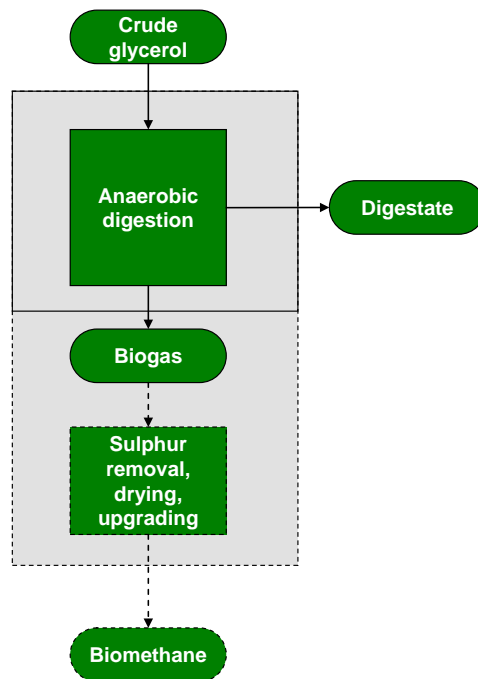 Crude
glycerol
Anaerobic
digestion
Digestate
Biogas
Sulphur
removal,
drying,
upgrading
Biomethane